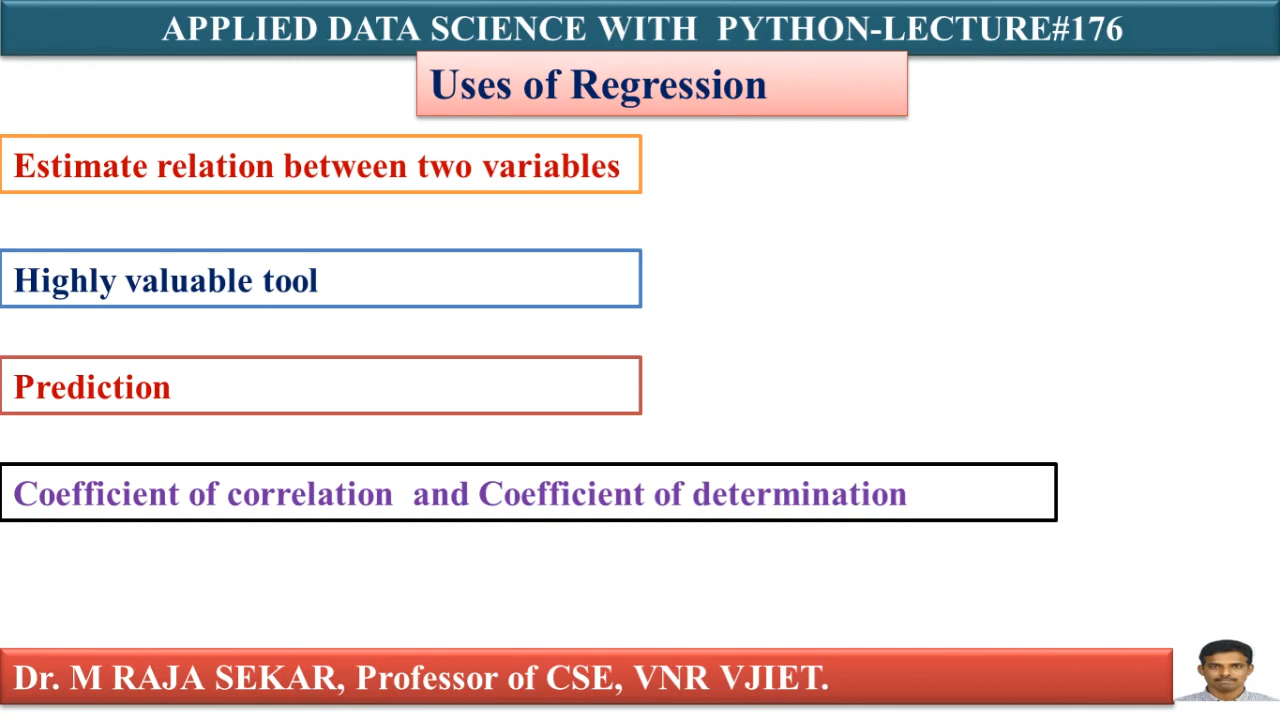 APPLIED DATA SCIENCE WITH PYTHON-LECTURE#176
Uses of Regression
Estimate relation between two variables
Highly valuable tool
Prediction
Coefficient of correlation and Coefficient of determination
Dr. M RAJA SEKAR, Professor of CSE, VNR VJIET.